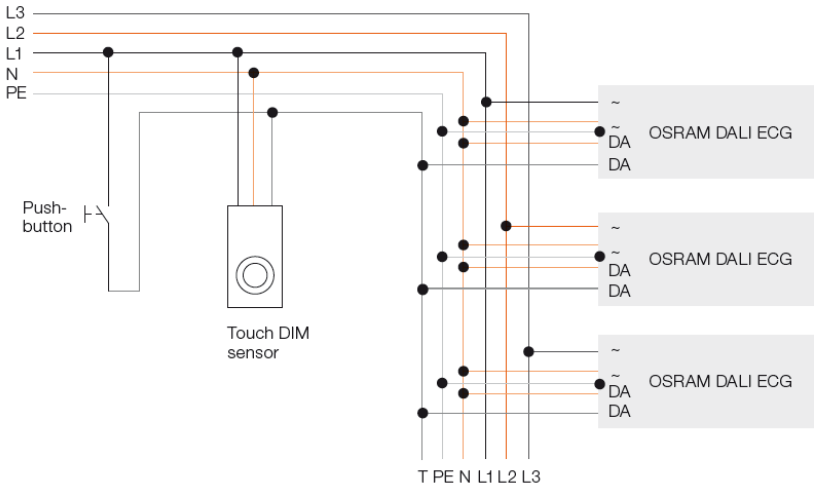 L3
L2
L1
N
PE
~
~
DA
DA
OSRAM DALI ECG
Push-
button
~
~
DA
DA
OSRAM DALI ECG
Touch DIM
sensor
~
~
DA
DA
OSRAM DALI ECG
T PE N L1 L2 L3